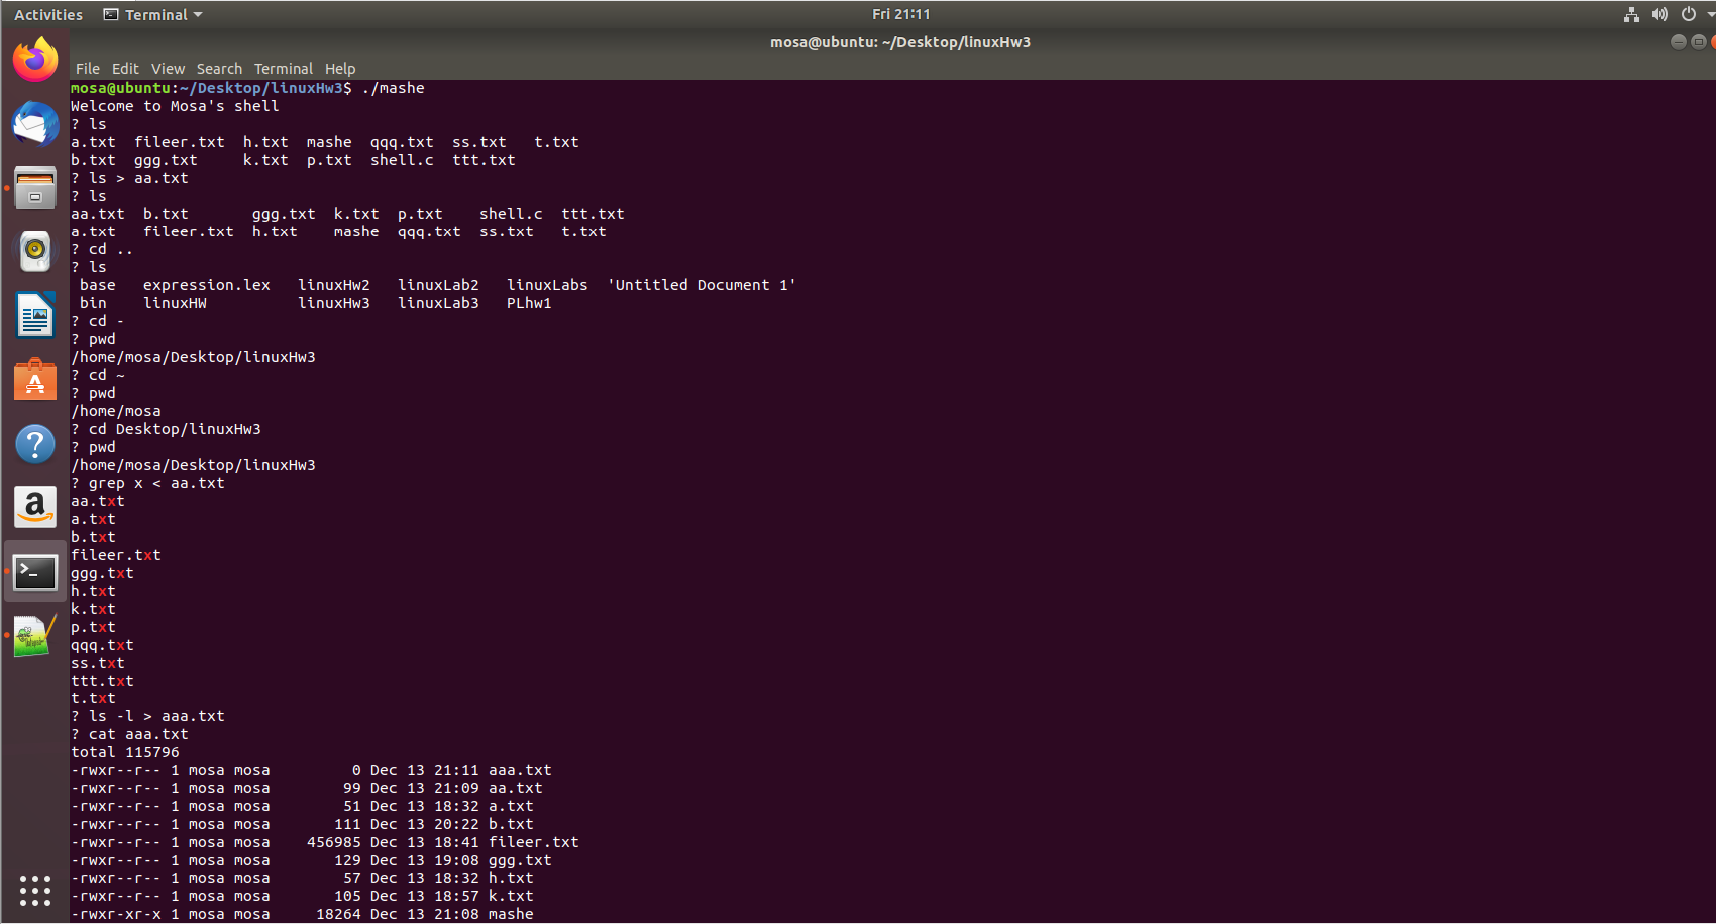 Activities Terminal Fri 21:11
mosa@ubuntu: ~/Desktop/linuxHw3
File Edit View Search Terminal Help
mosa@ubuntu:~/Desktop/linuxHw3$ ./mashe
Welcome to Mosa's shell
? ls
a.txt  fileer.txt  h.txt  mashe  qqq.txt  ss.txt   t.txt
b.txt  ggg.txt     k.txt  p.txt  shell.c  ttt.txt
? ls > aa.txt
? ls
aa.txt  b.txt       ggg.txt  k.txt  p.txt    shell.c  ttt.txt
a.txt   fileer.txt  h.txt    mashe  qqq.txt  ss.txt   t.txt
? cd ..
? ls
 base   expression.lex   linuxHw2   linuxLab2   linuxLabs  'Untitled Document 1'
 bin    linuxHW          linuxHw3   linuxLab3   PLhw1
? cd -
? pwd
/home/mosa/Desktop/linuxHw3
? cd ~
? pwd
/home/mosa
? cd Desktop/linuxHw3
? pwd
/home/mosa/Desktop/linuxHw3
? grep x < aa.txt
aa.txt
a.txt
b.txt
fileer.txt
ggg.txt
h.txt
k.txt
p.txt
qqq.txt
ss.txt
ttt.txt
t.txt
? ls -l > aaa.txt
? cat aaa.txt
total 115796
-rwxr--r-- 1 mosa mosa         0 Dec 13 21:11 aaa.txt
-rwxr--r-- 1 mosa mosa        99 Dec 13 21:09 aa.txt
-rwxr--r-- 1 mosa mosa        51 Dec 13 18:32 a.txt
-rwxr--r-- 1 mosa mosa       111 Dec 13 20:22 b.txt
-rwxr--r-- 1 mosa mosa    456985 Dec 13 18:41 fileer.txt
-rwxr--r-- 1 mosa mosa       129 Dec 13 19:08 ggg.txt
-rwxr--r-- 1 mosa mosa        57 Dec 13 18:32 h.txt
-rwxr--r-- 1 mosa mosa       105 Dec 13 18:57 k.txt
-rwxr-xr-x 1 mosa mosa     18264 Dec 13 21:08 mashe